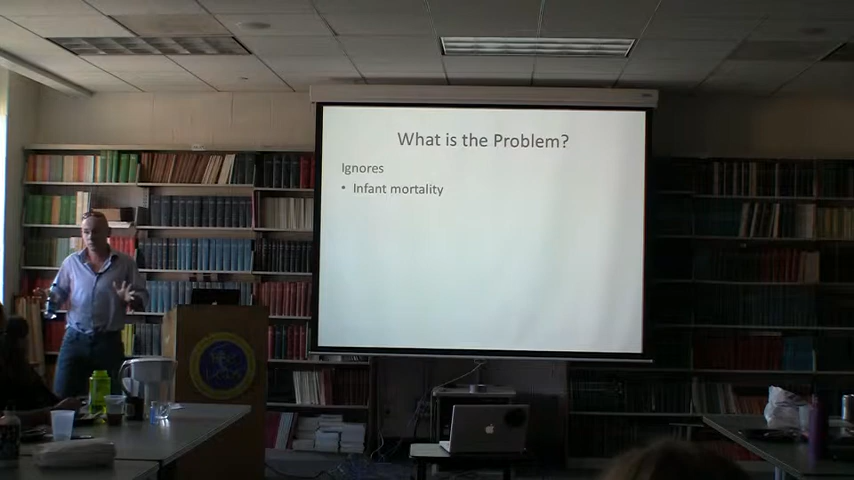 What is the Problem?
Ignores
• Infant mortality